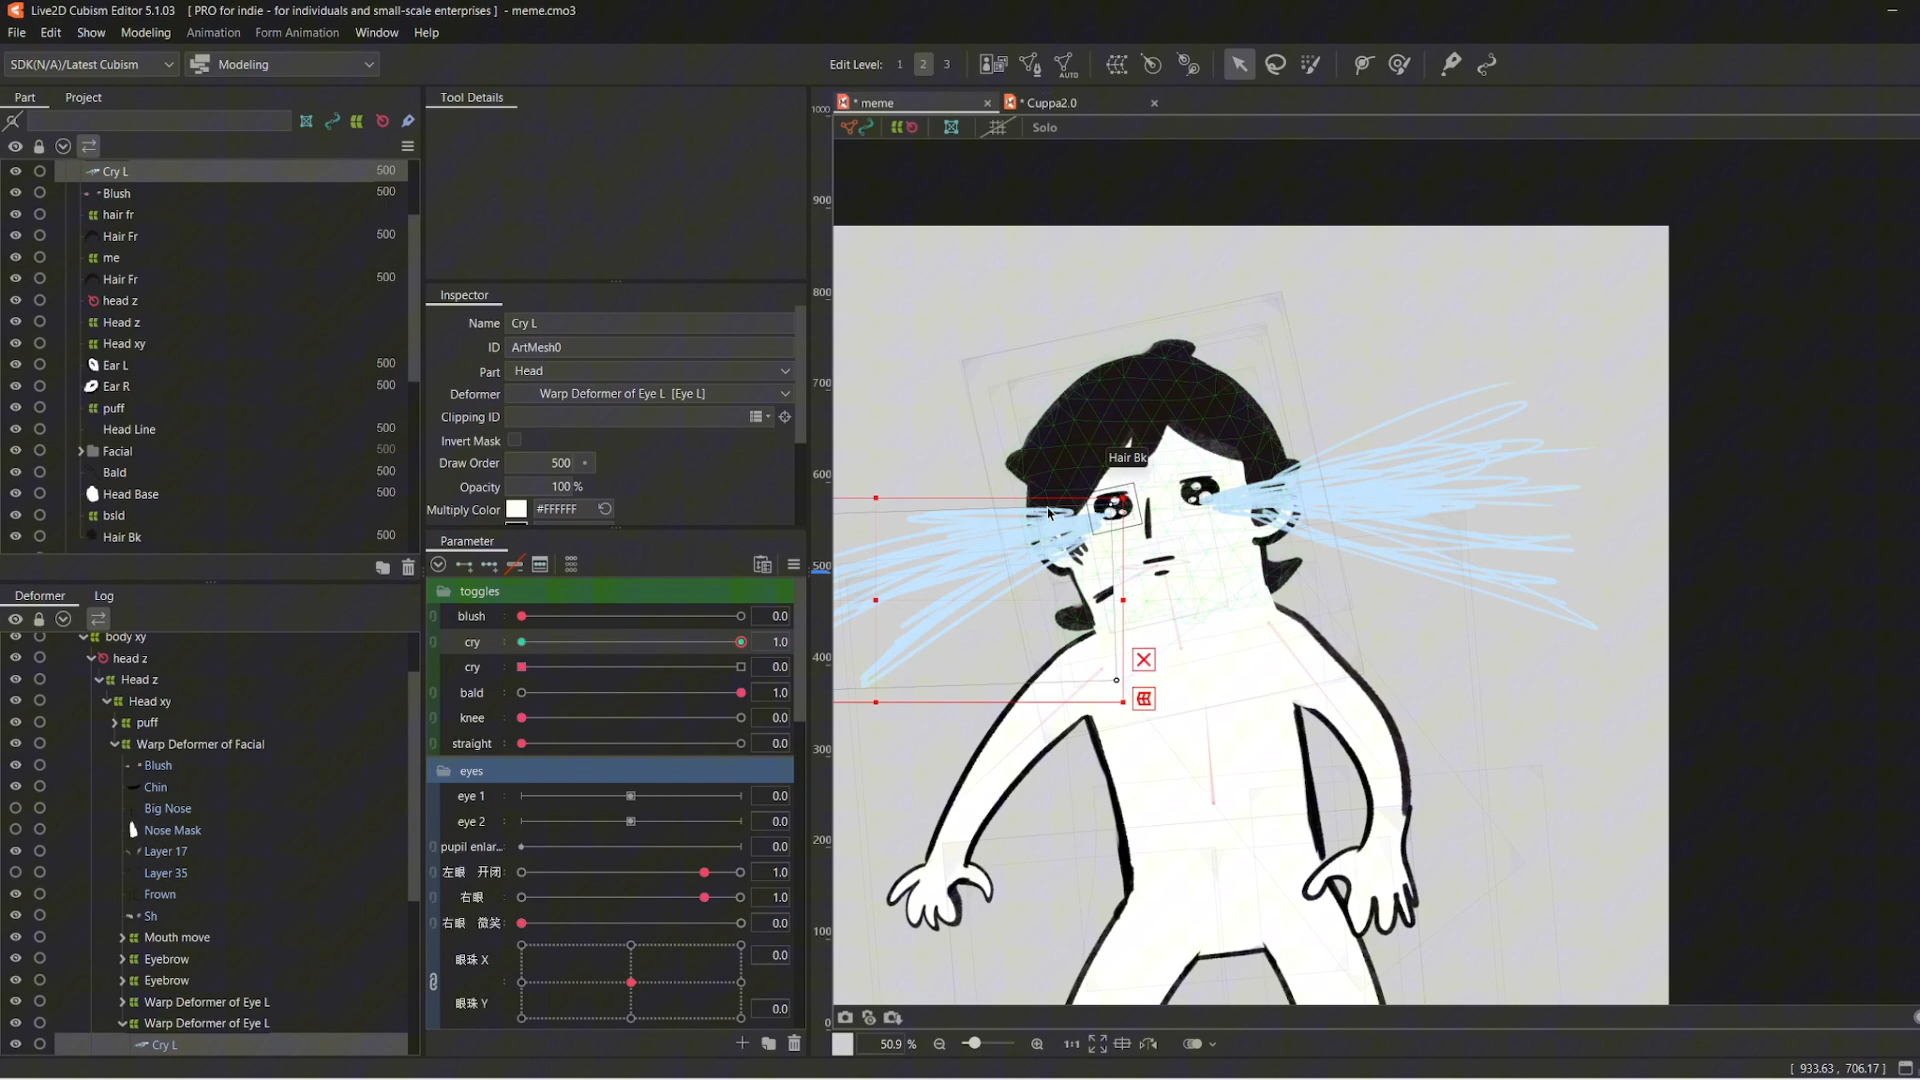 Live2D Cubism Editor 5.1.03 [ PRO for indie - for individuals and small-scale enterprises ] - meme.cmo3
File Edit Show Modeling Animation Form Animation Window Help
SDK(N/A)/Latest Cubism Modeling
Edit Level: 1 2 3
AUTO
Part Project
Cry L 500
Blush 500
hair fr
Hair Fr 500
me
Hair Fr 500
head z
Head z
Head xy
Ear L 500
Ear R 500
puff
Head Line 500
Facial 500
Bald 500
Head Base 500
bsld
Hair Bk 500
Deformer Log
body xy
head z
Head z
Head xy
puff
Warp Deformer of Facial
Blush
Chin
Big Nose
Nose Mask
Layer 17
Layer 35
Frown
Sh
Mouth move
Eyebrow
Eyebrow
Warp Deformer of Eye L
Warp Deformer of Eye L
Cry L
Tool Details
Inspector
Name Cry L
ID ArtMesh0
Part Head
Deformer Warp Deformer of Eye L [Eye L]
Clipping ID
Invert Mask
Draw Order 500
Opacity 100 %
Multiply Color #FFFFFF
Parameter
toggles
blush 0.0
cry 1.0
cry 0.0
bald 1.0
knee 0.0
straight 0.0
eyes
eye 1 0.0
eye 2 0.0
pupil enlar... 0.0
左眼 开闭 1.0
右眼 1.0
右眼 微笑 0.0
眼珠 X 0.0
眼珠 Y 0.0
* meme * Cuppa2.0
Solo
1000
900
800
700
600
500
400
300
200
100
0
Hair Bk
50.9 % 1:1
[ 933.63 , 706.17 ]